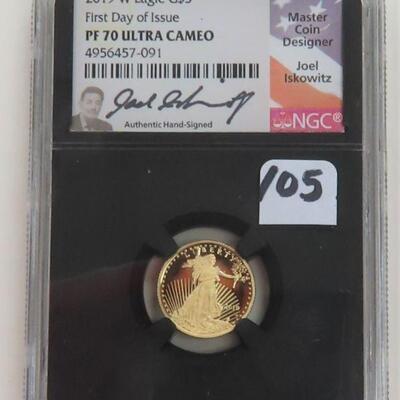 2019 W Eagle G$5
First Day of Issue
PF 70 ULTRA CAMEO
4956457-091
Authentic Hand-Signed
Master
Coin
Designer
Joel
Iskowitz
NGC®
105
LIBERTY